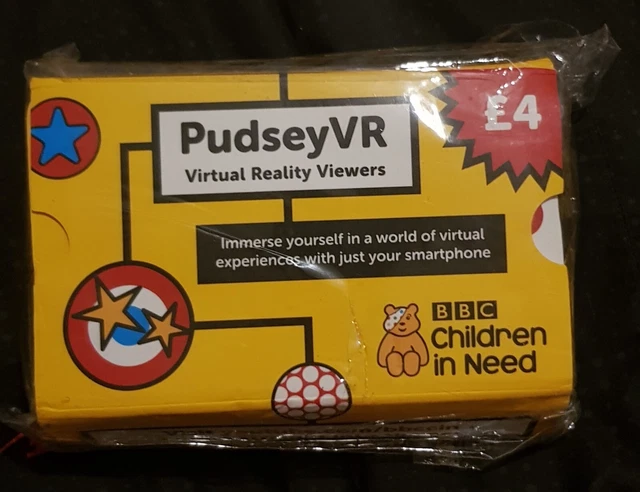 £4
PudseyVR
Virtual Reality Viewers
Immerse yourself in a world of virtual
experiences with just your smartphone
BBC
Children
in Need